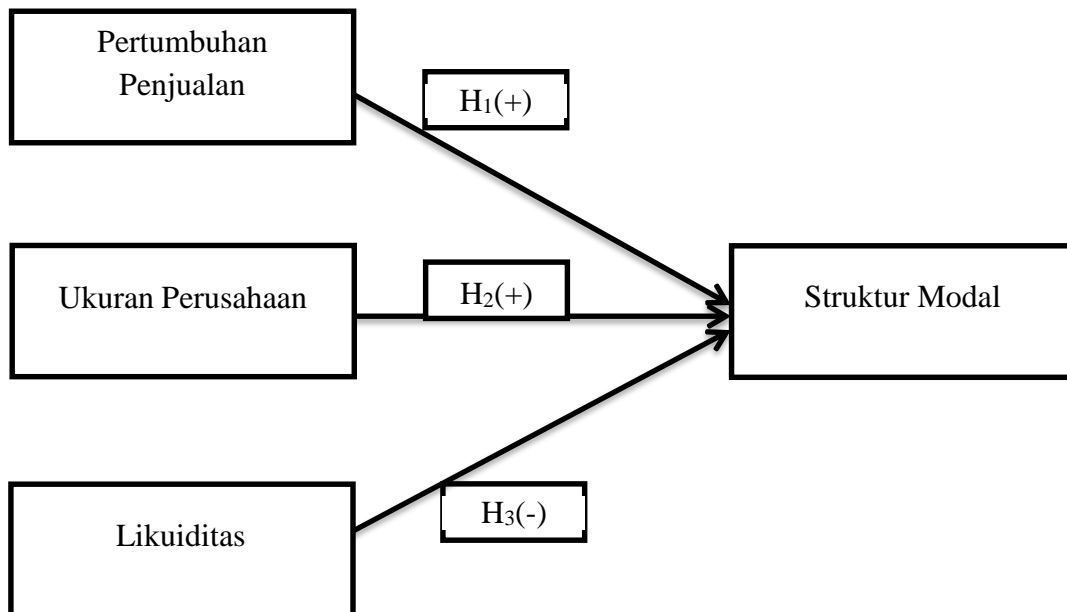 Pertumbuhan
Penjualan
H₁(+)
Ukuran Perusahaan
H₂(+)
Struktur Modal
H₃(-)
Likuiditas